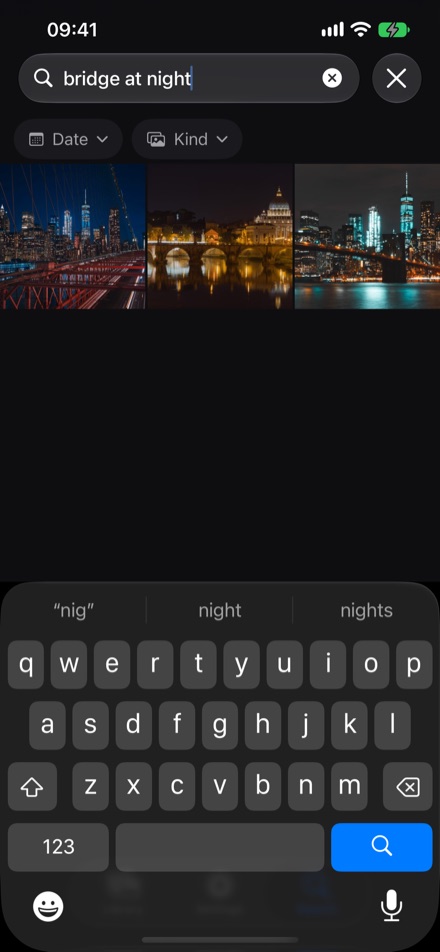 09:41
bridge at night
Date
Kind
“nig”
night
nights
q w e r t y u i o p
a s d f g h j k l
z x c v b n m
123